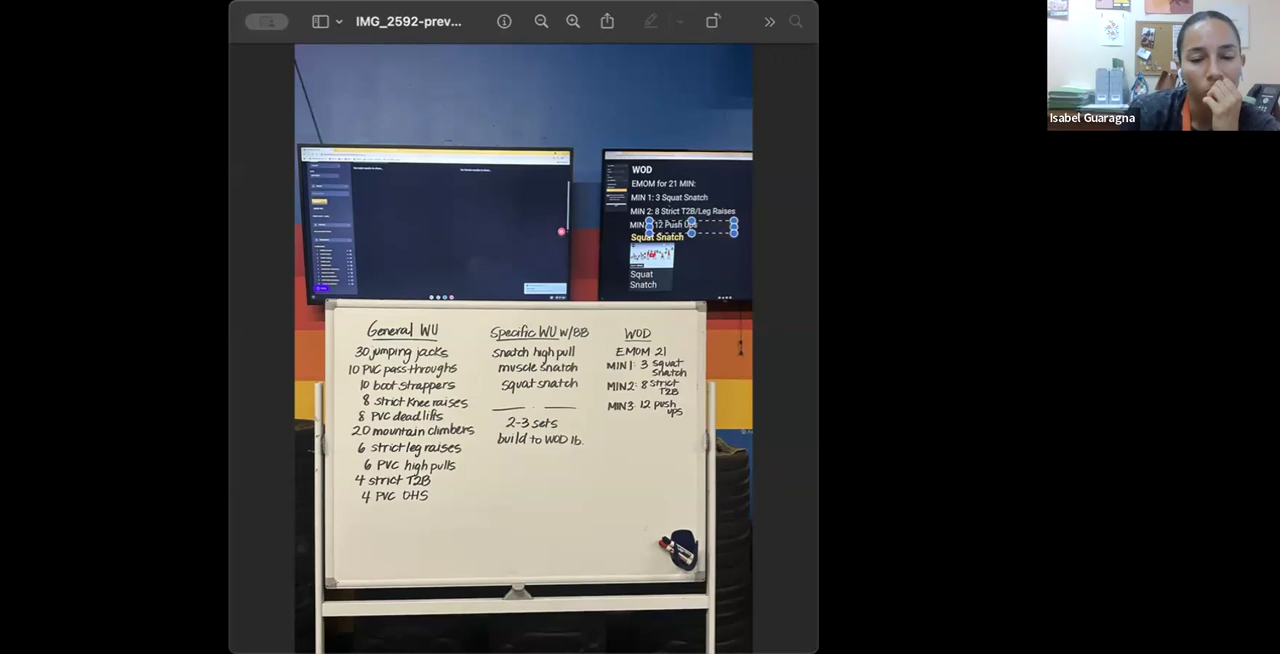 IMG_2592-prev...
Isabel Guaragna
WOD
EMOM for 21 MIN:
MIN 1: 3 Squat Snatch
MIN 2: 8 Strict T2B/Leg Raises
MIN 12 Push Ups
Squat Snatch
Squat
Snatch
General WU
30 jumping jacks
10 PVC pass throughs
10 boot strappers
8 strict knee raises
8 PVC deadlifts
20 mountain climbers
6 strict leg raises
6 PVC high pulls
4 strict T2B
4 PVC OHS
Specific WU w/BB
snatch high pull
muscle snatch
squat snatch
2-3 sets
build to WOD lb.
WOD
EMOM 21
MIN 1: 3 squat
snatch
MIN 2: 8 strict
T2B
MIN 3: 12 push
ups